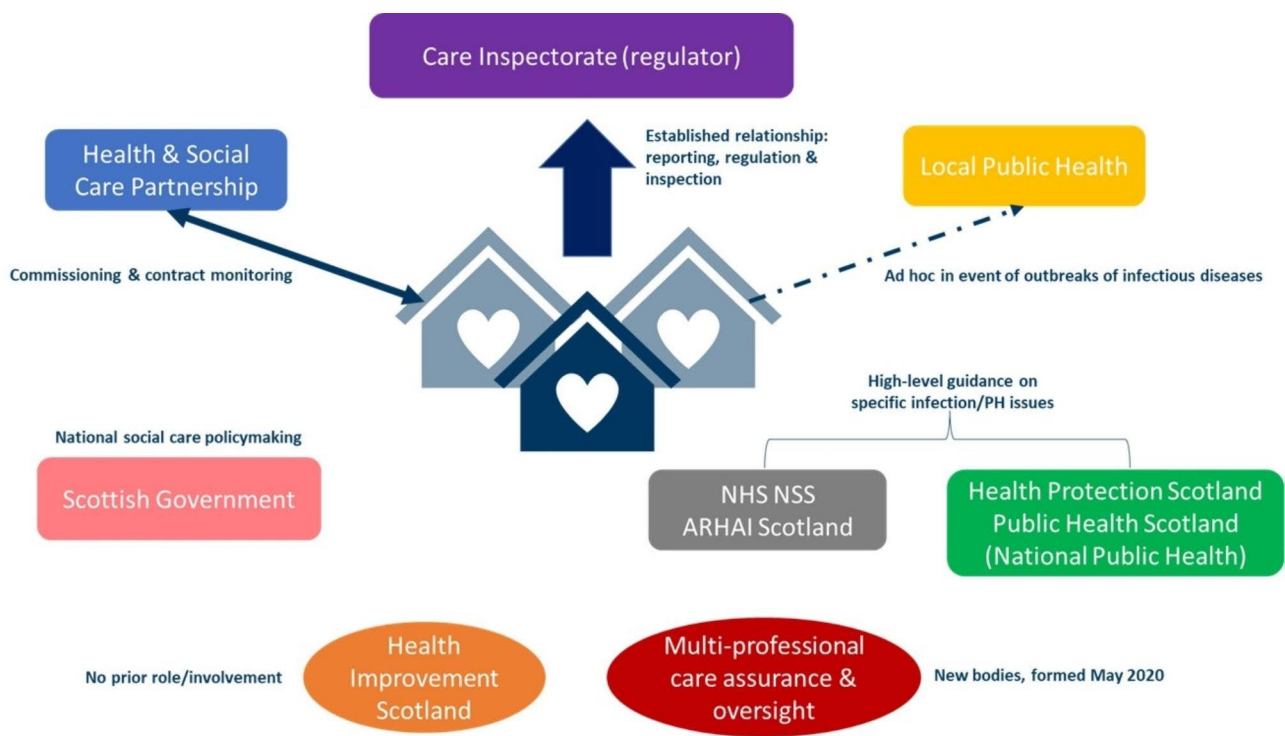 Care Inspectorate (regulator)
Health & Social
Care Partnership
Established relationship:
reporting, regulation &
inspection
Local Public Health
Commissioning & contract monitoring
Ad hoc in event of outbreaks of infectious diseases
High-level guidance on
specific infection/PH issues
National social care policymaking
Scottish Government
NHS NSS
ARHAI Scotland
Health Protection Scotland
Public Health Scotland
(National Public Health)
No prior role/involvement
Health
Improvement
Scotland
Multi-professional
care assurance &
oversight
New bodies, formed May 2020